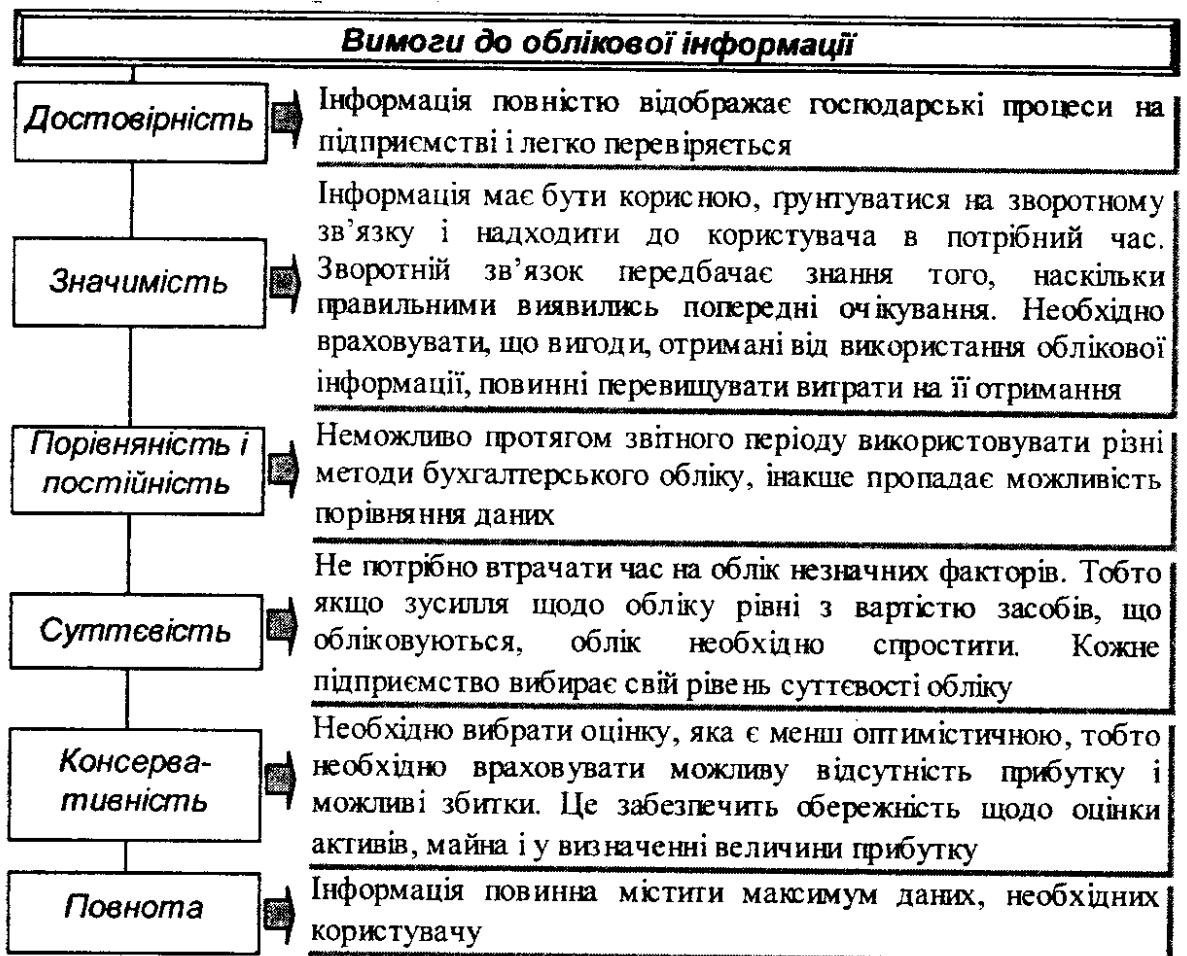 Вимоги до облікової інформації
Достовірність
Інформація повністю відображає господарські процеси на
підприємстві і легко перевіряється
Значимість
Інформація має бути корисною, ґрунтуватися на зворотному
зв’язку і надходити до користувача в потрібний час.
Зворотній зв’язок передбачає знання того, наскільки
правильними виявились попередні очікування. Необхідно
враховувати, що вигоди, отримані від використання облікової
інформації, повинні перевищувати витрати на її отримання
Порівняність і
постійність
Неможливо протягом звітного періоду використовувати різні
методи бухгалтерського обліку, інакше пропадає можливість
порівняння даних
Суттєвість
Не потрібно втрачати час на облік незначних факторів. Тобто
якщо зусилля щодо обліку рівні з вартістю засобів, що
обліковуються, облік необхідно спростити. Кожне
підприємство вибирає свій рівень суттєвості обліку
Консерва-
тивність
Необхідно вибрати оцінку, яка є менш оптимістичною, тобто
необхідно враховувати можливу відсутність прибутку і
можливі збитки. Це забезпечить обережність щодо оцінки
активів, майна і у визначенні величини прибутку
Повнота
Інформація повинна містити максимум даних, необхідних
користувачу